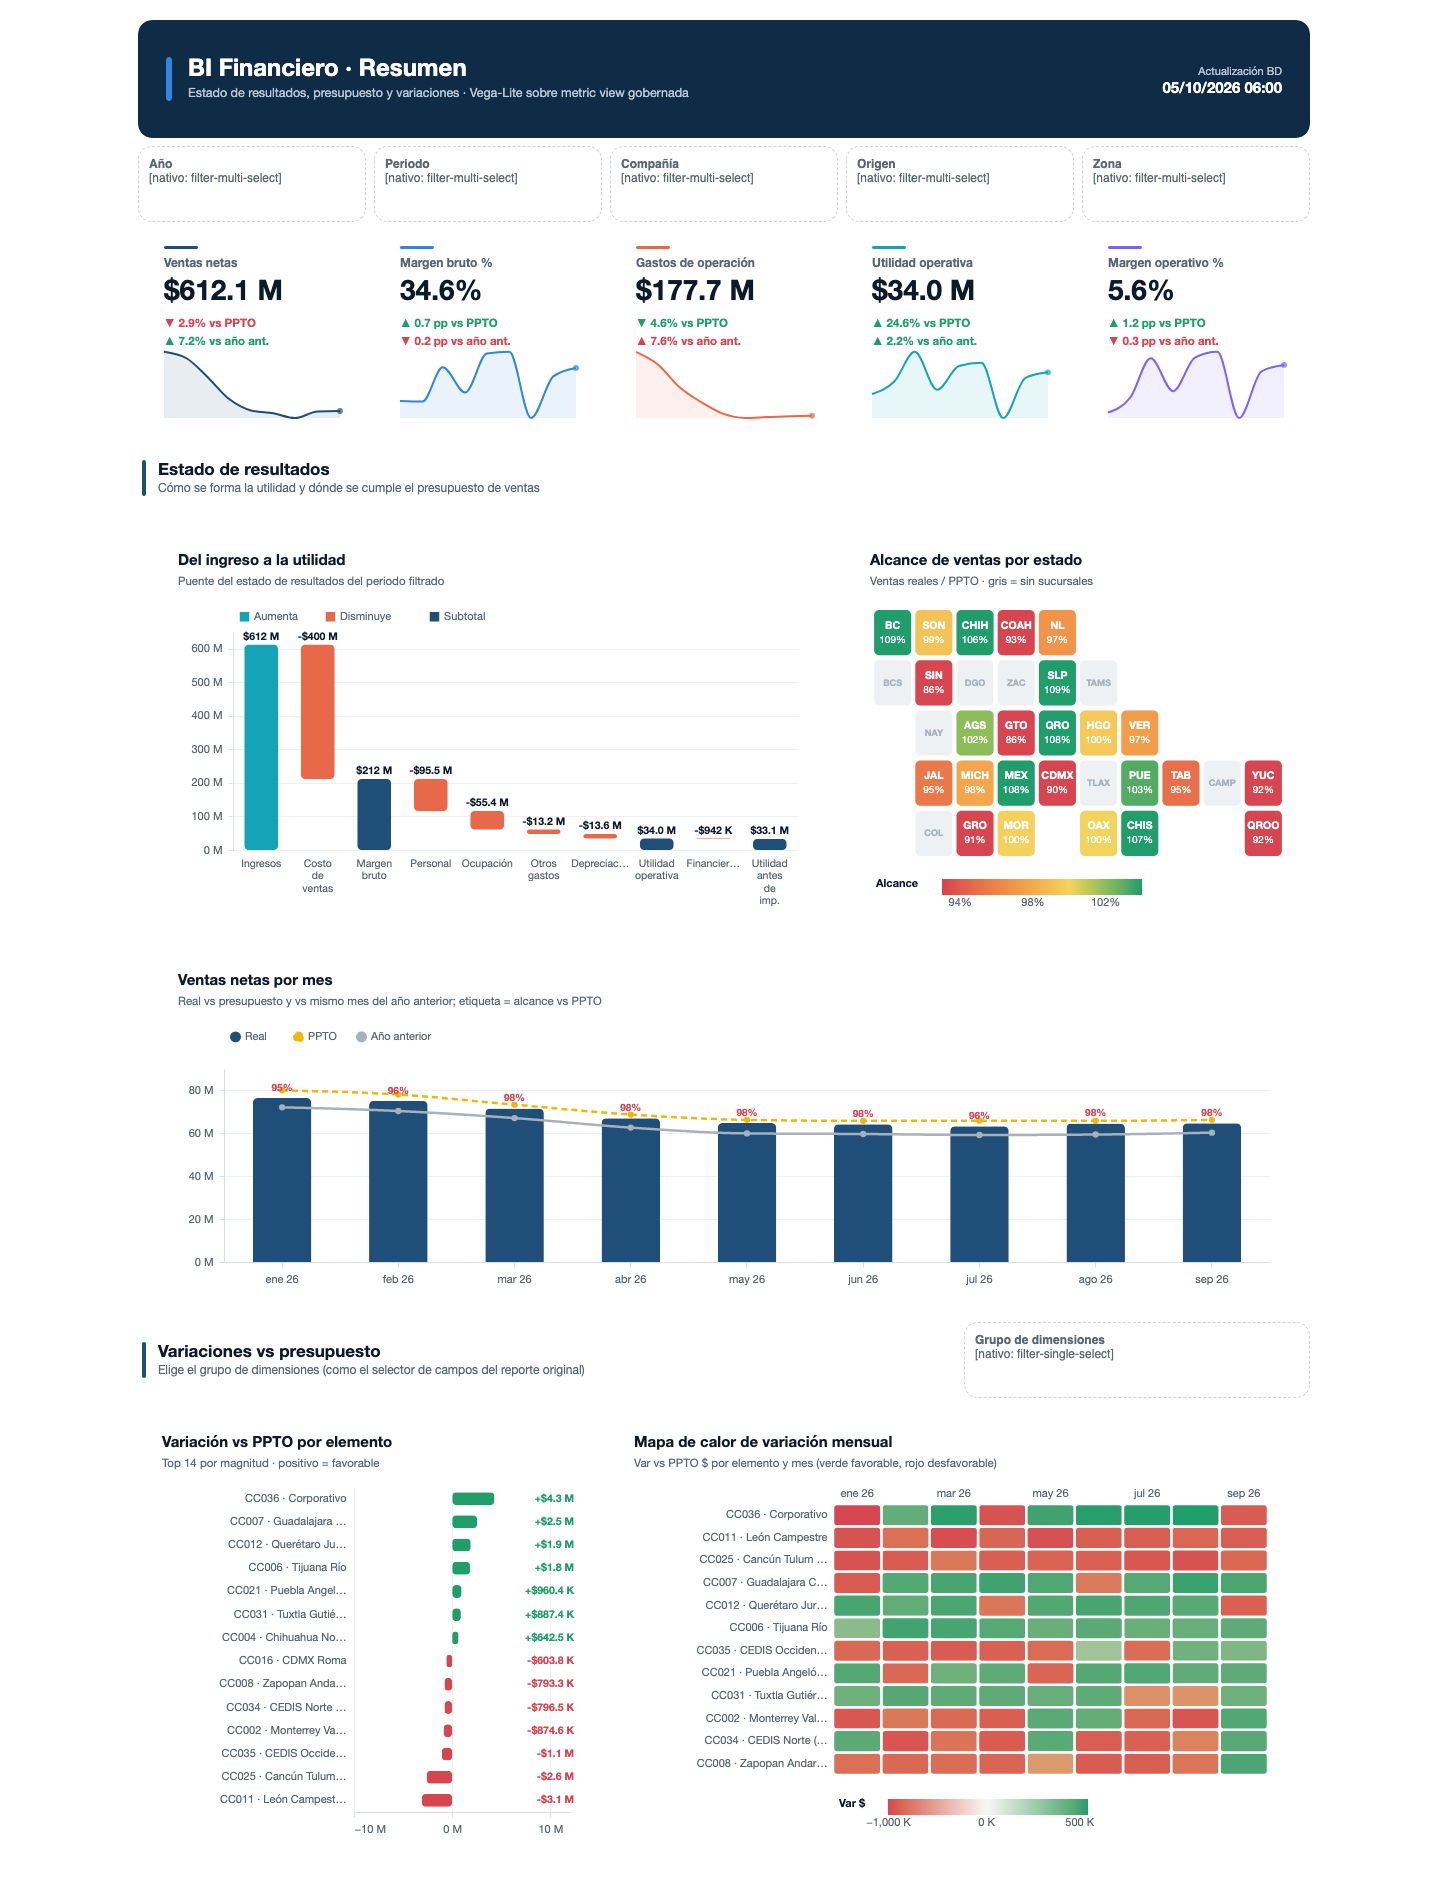 BI Financiero · Resumen
Estado de resultados, presupuesto y variaciones · Vega-Lite sobre metric view gobernada
Actualización BD
05/10/2026 06:00
Año
[nativo: filter-multi-select]
Periodo
[nativo: filter-multi-select]
Compañía
[nativo: filter-multi-select]
Origen
[nativo: filter-multi-select]
Zona
[nativo: filter-multi-select]
Ventas netas
$612.1 M
▼ 2.9% vs PPTO
▲ 7.2% vs año ant.
Margen bruto %
34.6%
▲ 0.7 pp vs PPTO
▼ 0.2 pp vs año ant.
Gastos de operación
$177.7 M
▼ 4.6% vs PPTO
▲ 7.6% vs año ant.
Utilidad operativa
$34.0 M
▲ 24.6% vs PPTO
▲ 2.2% vs año ant.
Margen operativo %
5.6%
▲ 1.2 pp vs PPTO
▼ 0.3 pp vs año ant.
Estado de resultados
Cómo se forma la utilidad y dónde se cumple el presupuesto de ventas
Del ingreso a la utilidad
Puente del estado de resultados del periodo filtrado
Aumenta Disminuye Subtotal
$612 M -$400 M
600 M
500 M
400 M
300 M
200 M
100 M
0 M
$212 M -$95.5 M
-$55.4 M
-$13.2 M -$13.6 M $34.0 M -$942 K $33.1 M
Ingresos
Costo
de
ventas
Margen
bruto
Personal
Ocupación
Otros
gastos
Depreciac...
Utilidad
operativa
Financier...
Utilidad
antes
de
imp.
Alcance de ventas por estado
Ventas reales / PPTO · gris = sin sucursales
BC SON CHIH COAH NL
109% 99% 106% 93% 97%
BCS SIN DGO ZAC SLP TAMS
86% 109%
NAY AGS GTO QRO HGO VER
102% 86% 108% 100% 97%
JAL MICH MEX CDMX TLAX PUE TAB CAMP YUC
95% 98% 108% 90% 103% 95% 92%
COL GRO MOR OAX CHIS QROO
91% 100% 100% 107% 92%
Alcance
94% 98% 102%
Ventas netas por mes
Real vs presupuesto y vs mismo mes del año anterior; etiqueta = alcance vs PPTO
Real PPTO Año anterior
80 M
60 M
40 M
20 M
0 M
95% 96% 98% 98% 98% 98% 96% 98% 98%
ene 26 feb 26 mar 26 abr 26 may 26 jun 26 jul 26 ago 26 sep 26
Variaciones vs presupuesto
Elige el grupo de dimensiones (como el selector de campos del reporte original)
Grupo de dimensiones
[nativo: filter-single-select]
Variación vs PPTO por elemento
Top 14 por magnitud · positivo = favorable
CC036 · Corporativo +$4.3 M
CC007 · Guadalajara ... +$2.5 M
CC012 · Querétaro Ju... +$1.9 M
CC006 · Tijuana Río +$1.8 M
CC021 · Puebla Angel... +$960.4 K
CC031 · Tuxtla Gutié... +$887.4 K
CC004 · Chihuahua No... +$642.5 K
CC016 · CDMX Roma -$603.8 K
CC008 · Zapopan Anda... -$793.3 K
CC034 · CEDIS Norte ... -$796.5 K
CC002 · Monterrey Va... -$874.6 K
CC035 · CEDIS Occide... -$1.1 M
CC025 · Cancún Tulum... -$2.6 M
CC011 · León Campest... -$3.1 M
−10 M 0 M 10 M
Mapa de calor de variación mensual
Var vs PPTO $ por elemento y mes (verde favorable, rojo desfavorable)
ene 26 mar 26 may 26 jul 26 sep 26
CC036 · Corporativo
CC011 · León Campestre
CC025 · Cancún Tulum ...
CC007 · Guadalajara C...
CC012 · Querétaro Jur...
CC006 · Tijuana Río
CC035 · CEDIS Occiden...
CC021 · Puebla Angeló...
CC031 · Tuxtla Gutiér...
CC002 · Monterrey Val...
CC034 · CEDIS Norte (...
CC008 · Zapopan Andar...
Var $
−1,000 K 0 K 500 K